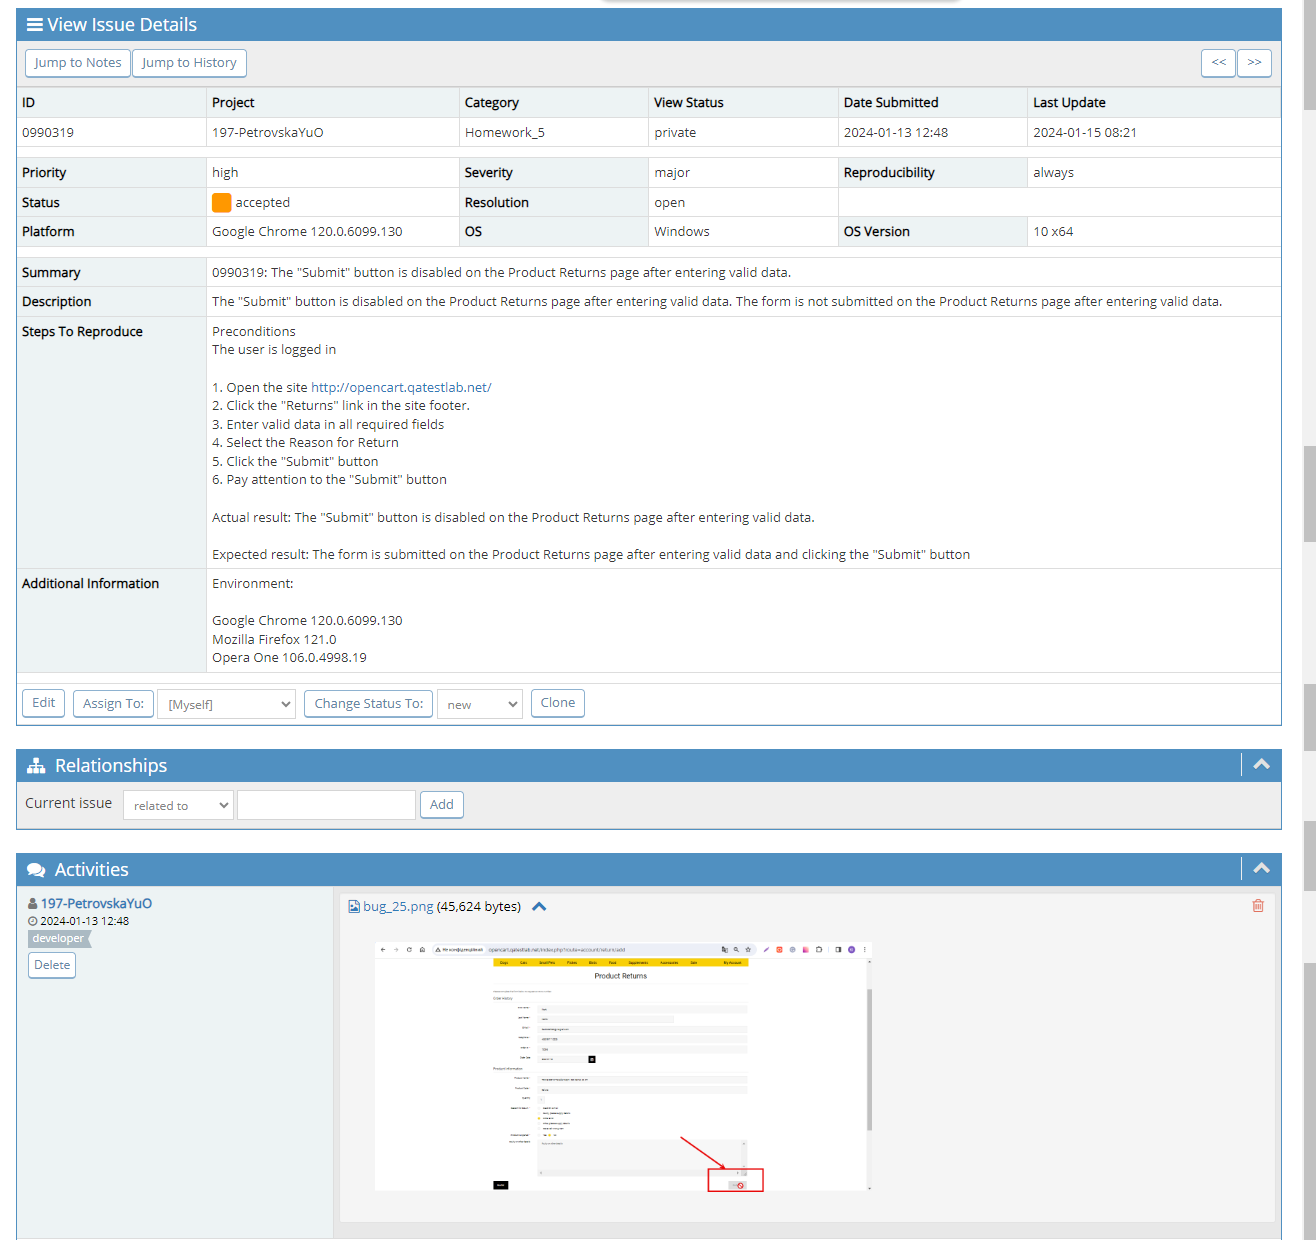 View Issue Details
Jump to Notes Jump to History << >>
ID Project Category View Status Date Submitted Last Update
0990319 197-PetrovskaYuO Homework_5 private 2024-01-13 12:48 2024-01-15 08:21
Priority high Severity major Reproducibility always
Status accepted Resolution open
Platform Google Chrome 120.0.6099.130 OS Windows OS Version 10 x64
Summary 0990319: The "Submit" button is disabled on the Product Returns page after entering valid data.
Description The "Submit" button is disabled on the Product Returns page after entering valid data. The form is not submitted on the Product Returns page after entering valid data.
Steps To Reproduce Preconditions
The user is logged in
1. Open the site http://opencart.qatestlab.net/
2. Click the "Returns" link in the site footer.
3. Enter valid data in all required fields
4. Select the Reason for Return
5. Click the "Submit" button
6. Pay attention to the "Submit" button
Actual result: The "Submit" button is disabled on the Product Returns page after entering valid data.
Expected result: The form is submitted on the Product Returns page after entering valid data and clicking the "Submit" button
Additional Information Environment:
Google Chrome 120.0.6099.130
Mozilla Firefox 121.0
Opera One 106.0.4998.19
Edit Assign To: [Myself] Change Status To: new Clone
Relationships
Current issue related to Add
Activities
197-PetrovskaYuO
2024-01-13 12:48
developer
Delete
bug_25.png (45,624 bytes)
Product Returns